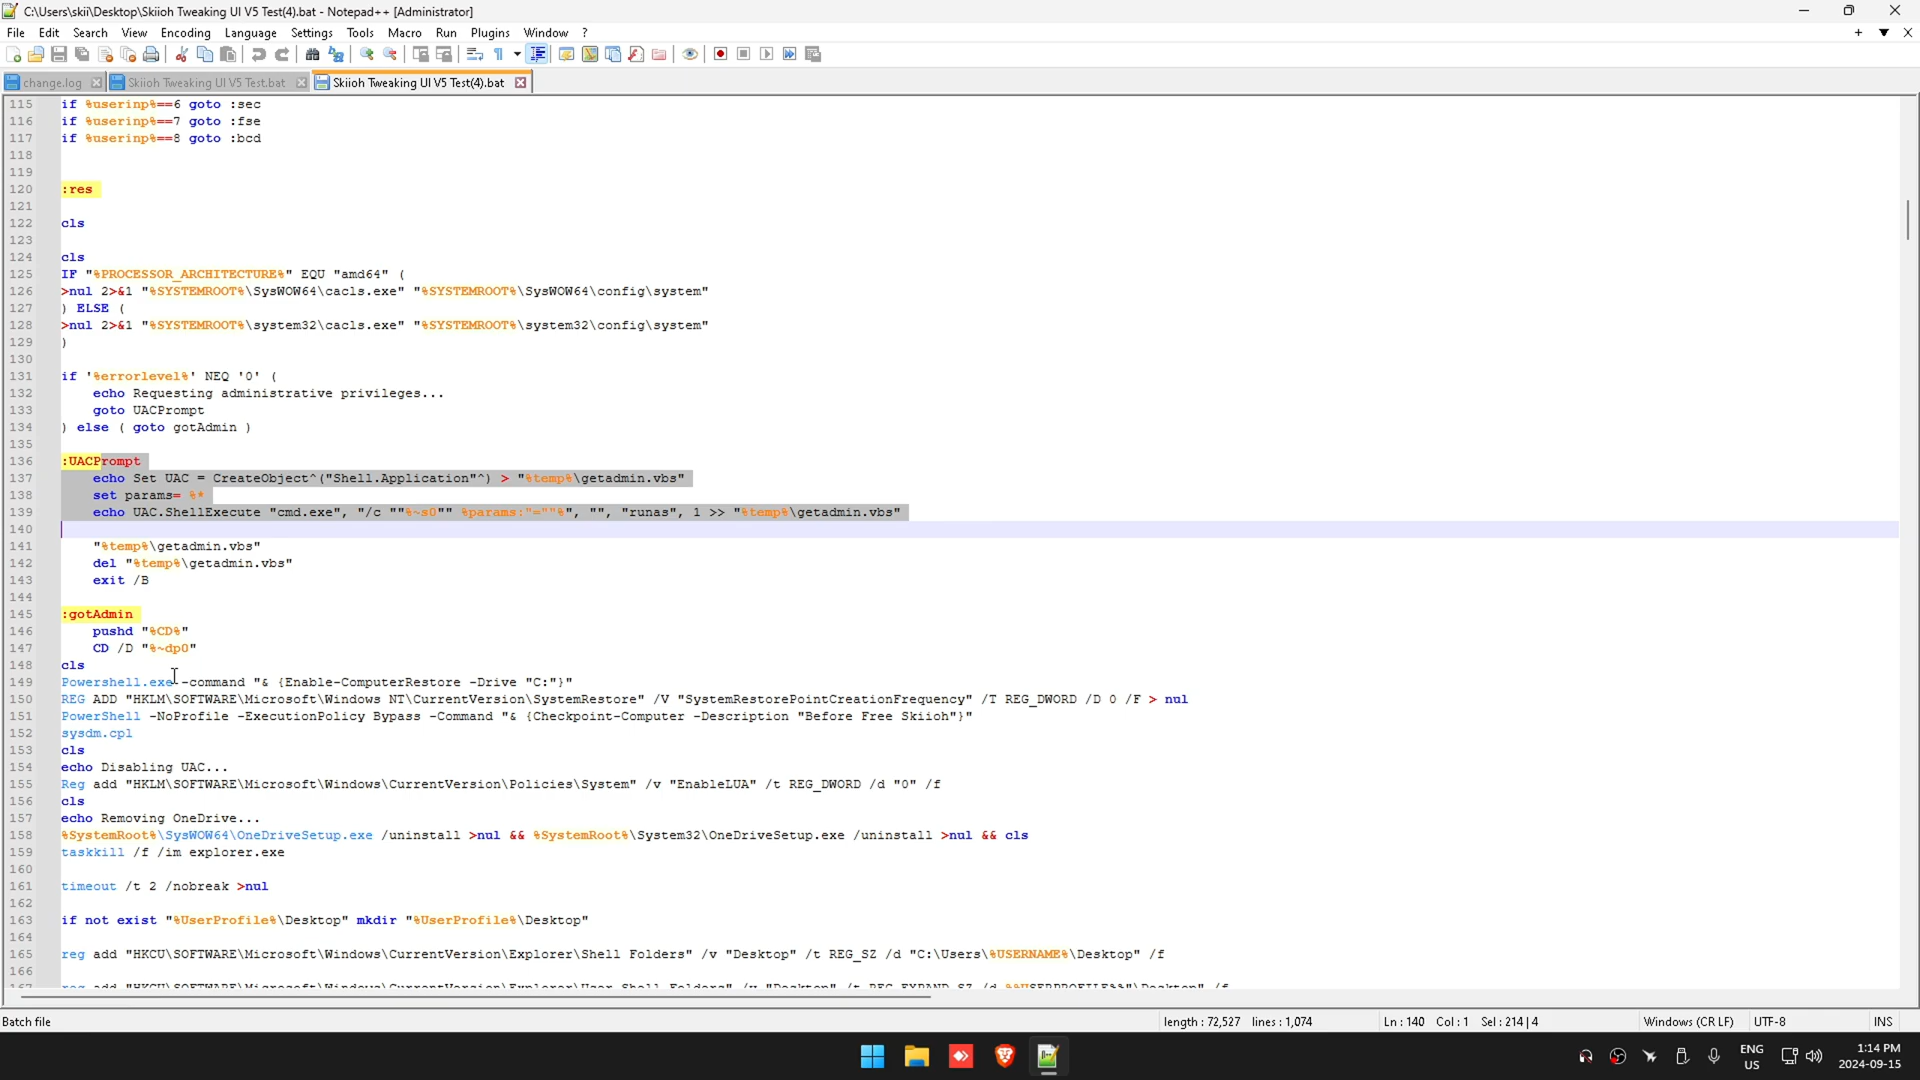 C:\Users\skii\Desktop\Skiioh Tweaking UI V5 Test(4).bat - Notepad++ [Administrator]
File Edit Search View Encoding Language Settings Tools Macro Run Plugins Window ?
change.log Skiioh Tweaking UI V5 Test.bat Skiioh Tweaking UI V5 Test(4).bat
115 if %userinp%==6 goto :sec
116 if %userinp%==7 goto :fse
117 if %userinp%==8 goto :bcd
118
119
120 :res
121
122 cls
123
124 cls
125 IF "%PROCESSOR_ARCHITECTURE%" EQU "amd64" (
126 >nul 2>&1 "%SYSTEMROOT%\SysWOW64\cacls.exe" "%SYSTEMROOT%\SysWOW64\config\system"
127 ) ELSE (
128 >nul 2>&1 "%SYSTEMROOT%\system32\cacls.exe" "%SYSTEMROOT%\system32\config\system"
129 )
130
131 if '%errorlevel%' NEQ '0' (
132 echo Requesting administrative privileges...
133 goto UACPrompt
134 ) else ( goto gotAdmin )
135
136 :UACPrompt
137 echo Set UAC = CreateObject^("Shell.Application"^) > "%temp%\getadmin.vbs"
138 set params= %*
139 echo UAC.ShellExecute "cmd.exe", "/c ""%~s0"" %params:"=""%", "", "runas", 1 >> "%temp%\getadmin.vbs"
140
141 "%temp%\getadmin.vbs"
142 del "%temp%\getadmin.vbs"
143 exit /B
144
145 :gotAdmin
146 pushd "%CD%"
147 CD /D "%~dp0"
148 cls
149 Powershell.exe -command "& {Enable-ComputerRestore -Drive "C:"}"
150 REG ADD "HKLM\SOFTWARE\Microsoft\Windows NT\CurrentVersion\SystemRestore" /V "SystemRestorePointCreationFrequency" /T REG_DWORD /D 0 /F > nul
151 PowerShell -NoProfile -ExecutionPolicy Bypass -Command "& {Checkpoint-Computer -Description "Before Free Skiioh"}"
152 sysdm.cpl
153 cls
154 echo Disabling UAC...
155 Reg add "HKLM\SOFTWARE\Microsoft\Windows\CurrentVersion\Policies\System" /v "EnableLUA" /t REG_DWORD /d "0" /f
156 cls
157 echo Removing OneDrive...
158 %SystemRoot%\SysWOW64\OneDriveSetup.exe /uninstall >nul && %SystemRoot%\System32\OneDriveSetup.exe /uninstall >nul && cls
159 taskkill /f /im explorer.exe
160
161 timeout /t 2 /nobreak >nul
162
163 if not exist "%UserProfile%\Desktop" mkdir "%UserProfile%\Desktop"
164
165 reg add "HKCU\SOFTWARE\Microsoft\Windows\CurrentVersion\Explorer\Shell Folders" /v "Desktop" /t REG_SZ /d "C:\Users\%USERNAME%\Desktop" /f
166
167 reg add "HKCU\SOFTWARE\Microsoft\Windows\CurrentVersion\Explorer\User Shell Folders" /v "Desktop" /t REG_EXPAND_SZ /d %%USERPROFILE%%"\Desktop" /f
Batch file length : 72,527 lines : 1,074 Ln : 140 Col : 1 Sel : 214 | 4 Windows (CR LF) UTF-8 INS
ENG
US
1:14 PM
2024-09-15